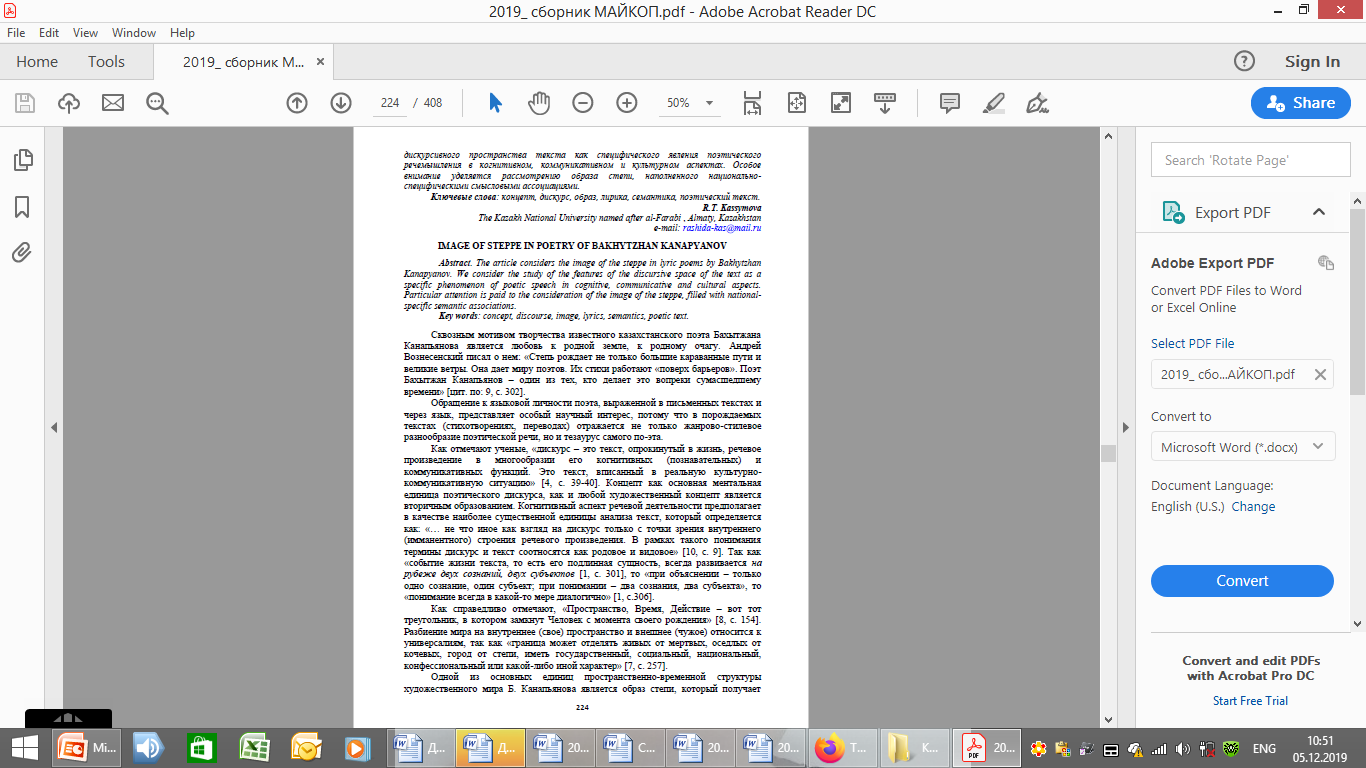 2019_ сборник МАЙКОП.pdf - Adobe Acrobat Reader DC
File Edit View Window Help
Home Tools 2019_ сборник М... ×
224 / 408 50% Share
Sign In
дискурсивного пространства текста как специфического явления поэтического
речемышления в когнитивном, коммуникативном и культурном аспектах. Особое
внимание уделяется рассмотрению образа степи, наполненного национально-
специфическими смысловыми ассоциациями.
Ключевые слова: концепт, дискурс, образ, лирика, семантика, поэтический текст.
R.T. Kassymova
The Kazakh National University named after al-Farabi , Almaty, Kazakhstan
e-mail: rashida-kas@mail.ru
IMAGE OF STEPPE IN POETRY OF BAKHYTZHAN KANAPYANOV
Abstract. The article considers the image of the steppe in lyric poems by Bakhytzhan
Kanapyanov. We consider the study of the features of the discursive space of the text as a
specific phenomenon of poetic speech in cognitive, communicative and cultural aspects.
Particular attention is paid to the consideration of the image of the steppe, filled with national-
specific semantic associations.
Key words: concept, discourse, image, lyrics, semantics, poetic text.
Сквозным мотивом творчества известного казахстанского поэта Бахытжана
Канапьянова является любовь к родной земле, к родному очагу. Андрей
Вознесенский писал о нем: «Степь рождает не только большие караванные пути и
великие ветры. Она дает миру поэтов. Их стихи работают «поверх барьеров». Поэт
Бахытжан Канапьянов – один из тех, кто делает это вопреки сумасшедшему
времени» [цит. по: 9, с. 302].
Обращение к языковой личности поэта, выраженной в письменных текстах и
через язык, представляет особый научный интерес, потому что в порождаемых
текстах (стихотворениях, переводах) отражается не только жанрово-стилевое
разнообразие поэтической речи, но и тезаурус самого по-эта.
Как отмечают ученые, «дискурс – это текст, опрокинутый в жизнь, речевое
произведение в многообразии его когнитивных (познавательных) и
коммуникативных функций. Это текст, вписанный в реальную культурно-
коммуникативную ситуацию» [4, с. 39-40]. Концепт как основная ментальная
единица поэтического дискурса, как и любой художественный концепт является
вторичным образованием. Когнитивный аспект речевой деятельности предполагает
в качестве наиболее существенной единицы анализа текст, который определяется
как: «… не что иное как взгляд на дискурс только с точки зрения внутреннего
(имманентного) строения речевого произведения. В рамках такого понимания
термины дискурс и текст соотносятся как родовое и видовое» [10, с. 9]. Так как
«событие жизни текста, то есть его подлинная сущность, всегда развивается на
рубеже двух сознаний, двух субъектов [1, с. 301], то «при объяснении – только
одно сознание, один субъект; при понимании – два сознания, два субъекта», то
«понимание всегда в какой-то мере диалогично» [1, с.306].
Как справедливо отмечают, «Пространство, Время, Действие – вот тот
треугольник, в котором замкнут Человек с момента своего рождения» [8, с. 154].
Разбиение мира на внутреннее (свое) пространство и внешнее (чужое) относится к
универсалиям, так как «граница может отделять живых от мертвых, оседлых от
кочевых, город от степи, иметь государственный, социальный, национальный,
конфессиональный или какой-либо иной характер» [7, с. 257].
Одной из основных единиц пространственно-временной структуры
художественного мира Б. Канапьянова является образ степи, который получает
224
Search 'Rotate Page'
Export PDF
Adobe Export PDF
Convert PDF Files to Word
or Excel Online
Select PDF File
2019_ сбо...АЙКОП.pdf
Convert to
Microsoft Word (*.docx)
Document Language:
English (U.S.) Change
Convert
Convert and edit PDFs
with Acrobat Pro DC
Start Free Trial
Mi... Д... Д... 20... С... 20... 20... Т... К... 20... ENG
10:51
05.12.2019